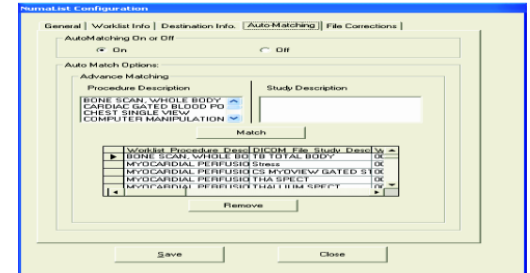 NumaList Configuration
General | Worklist Info | Destination Info. | Auto-Matching | File Corrections |
AutoMatching On or Off
On Off
Auto Match Options:
Advance Matching
Procedure Description Study Description
BONE SCAN, WHOLE BODY
CARDIAC GATED BLOOD PO
CHEST SINGLE VIEW
COMPUTER MANIPULATION
Match
Worklist Procedure Desc DICOM File Study Desc
BONE SCAN, WHOLE BO TB TOTAL BODY
MYOCARDIAL PERFUSIO Stress
MYOCARDIAL PERFUSIO CS MYOVIEW GATED ST
MYOCARDIAL PERFUSIO THA SPECT
MYOCARDIAL PERFUSIO THALLIUM SPECT
Remove
Save Close